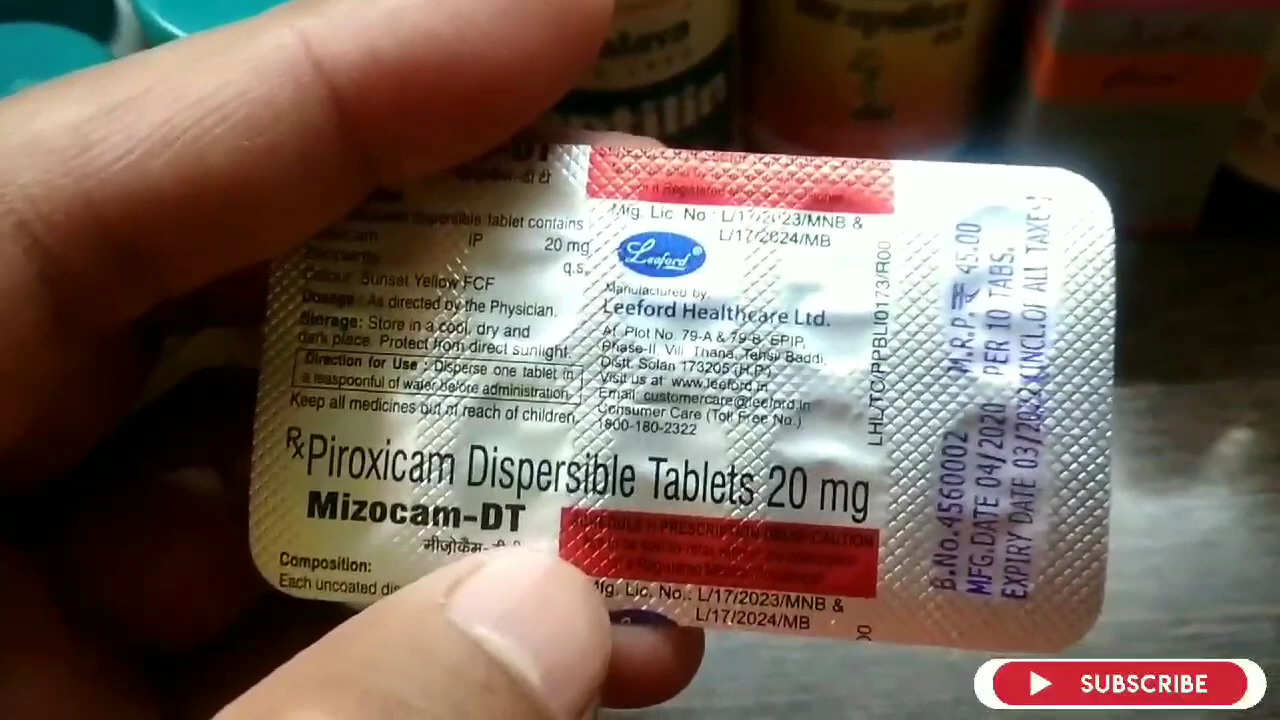 Each uncoated dispersible tablet contains
IP 20 mg
q.s.
Colour: Sunset Yellow FCF
Dosage: As directed by the Physician.
Storage: Store in a cool, dry and
dark place. Protect from direct sunlight.
Direction for Use : Disperse one tablet in
a teaspoonful of water before administration.
Keep all medicines out of reach of children.
Rx Piroxicam Dispersible Tablets 20 mg
Mizocam-DT
मीज़ोकैम-
Composition:
Each uncoated
Mfg. Lic. No.: L/17/2023/MNB &
L/17/2024/MB
Leeford®
Manufactured by:
Leeford Healthcare Ltd.
At. Plot No. 79-A & 79-B, EPIP,
Phase-II, Vill Thana, Tehsil Baddi,
Distt. Solan 173205 (H.P.)
Visit us at: www.leeford.in
Email: customercare@leeford.in
Consumer Care (Toll Free No.)
1800-180-2322
SCHEDULE H PRESCRIPTION DRUG-CAUTION
Mfg. Lic. No.: L/17/2023/MNB &
L/17/2024/MB
LHL/TC/PPBLI0173/R00
B.No.4560002 M.R.P.₹ 45.00
MFG.DATE 04/2020 PER 10 TABS.
EXPIRY DATE INCL.OF ALL TAXES
SUBSCRIBE